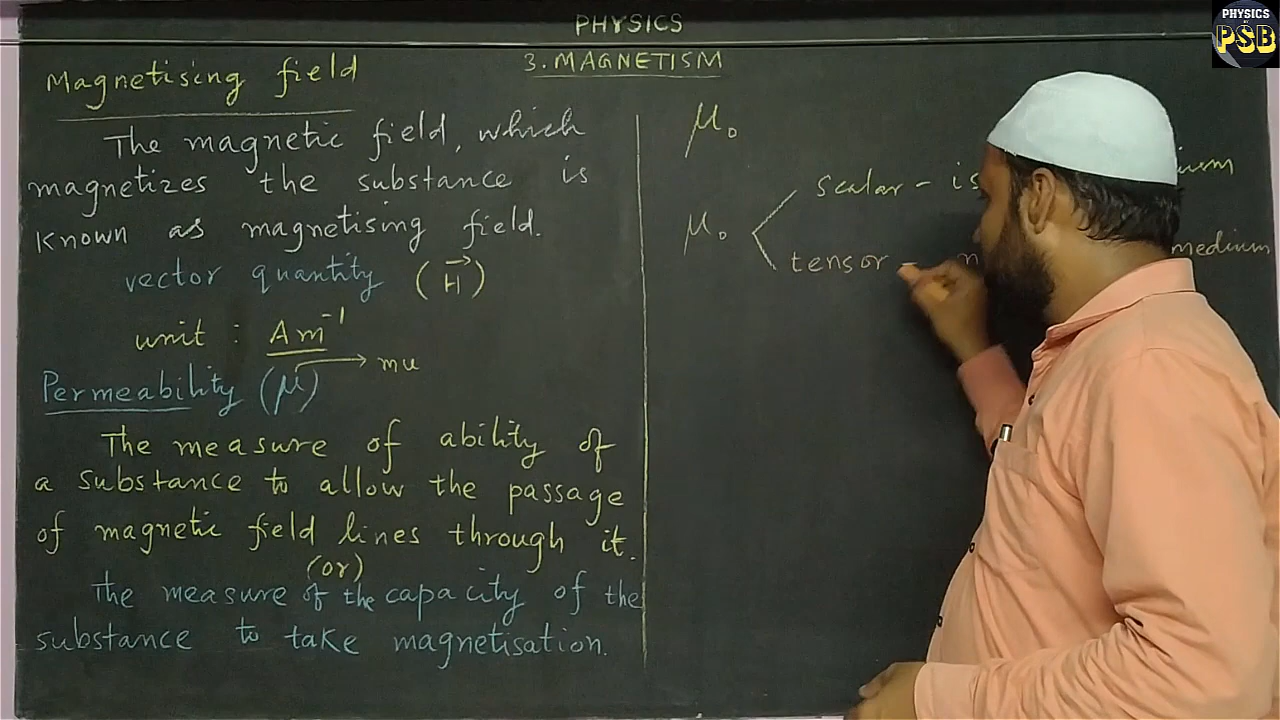 PHYSICS
3. MAGNETISM
PHYSICS
BY
PSB
Magnetising field
The magnetic field, which
magnetizes the substance is
known as magnetising field.
vector quantity (H⃗)
unit : Am⁻¹
mu
Permeability (μ)
The measure of ability of
a substance to allow the passage
of magnetic field lines through it.
(or)
The measure of the capacity of the
substance to take magnetisation.
μ₀
scalar - is
μ₀
tensor - n medium